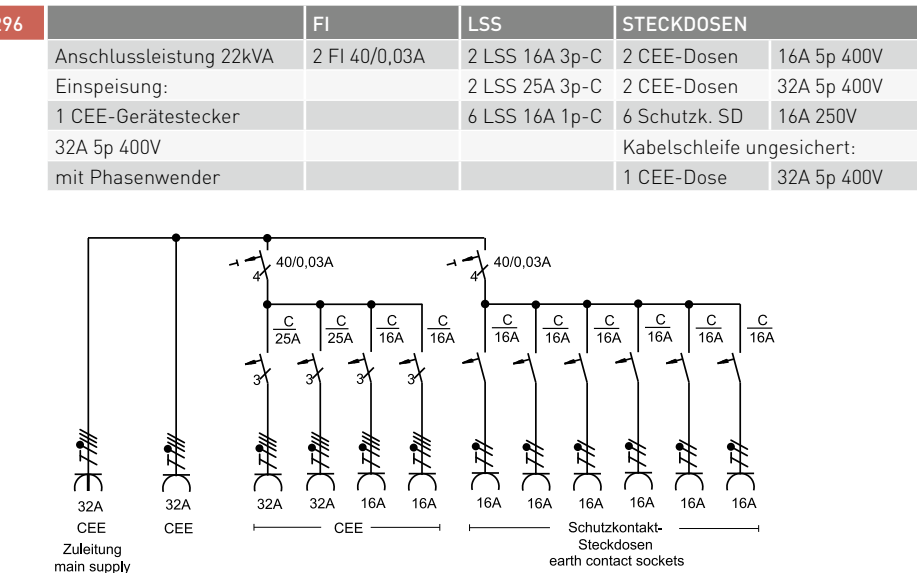 296 FI LSS STECKDOSEN
Anschlussleistung 22kVA 2 FI 40/0,03A 2 LSS 16A 3p-C 2 CEE-Dosen 16A 5p 400V
Einspeisung: 2 LSS 25A 3p-C 2 CEE-Dosen 32A 5p 400V
1 CEE-Gerätestecker 6 LSS 16A 1p-C 6 Schutzk. SD 16A 250V
32A 5p 400V Kabelschleife ungesichert:
mit Phasenwender 1 CEE-Dose 32A 5p 400V
40/0,03A 40/0,03A
4 4
C C C C C C C C C C
25A 25A 16A 16A 16A 16A 16A 16A 16A 16A
3 3 3 3
32A 32A 32A 32A 16A 16A 16A 16A 16A 16A 16A 16A
CEE CEE CEE Schutzkontakt-
Zuleitung Steckdosen
main supply earth contact sockets